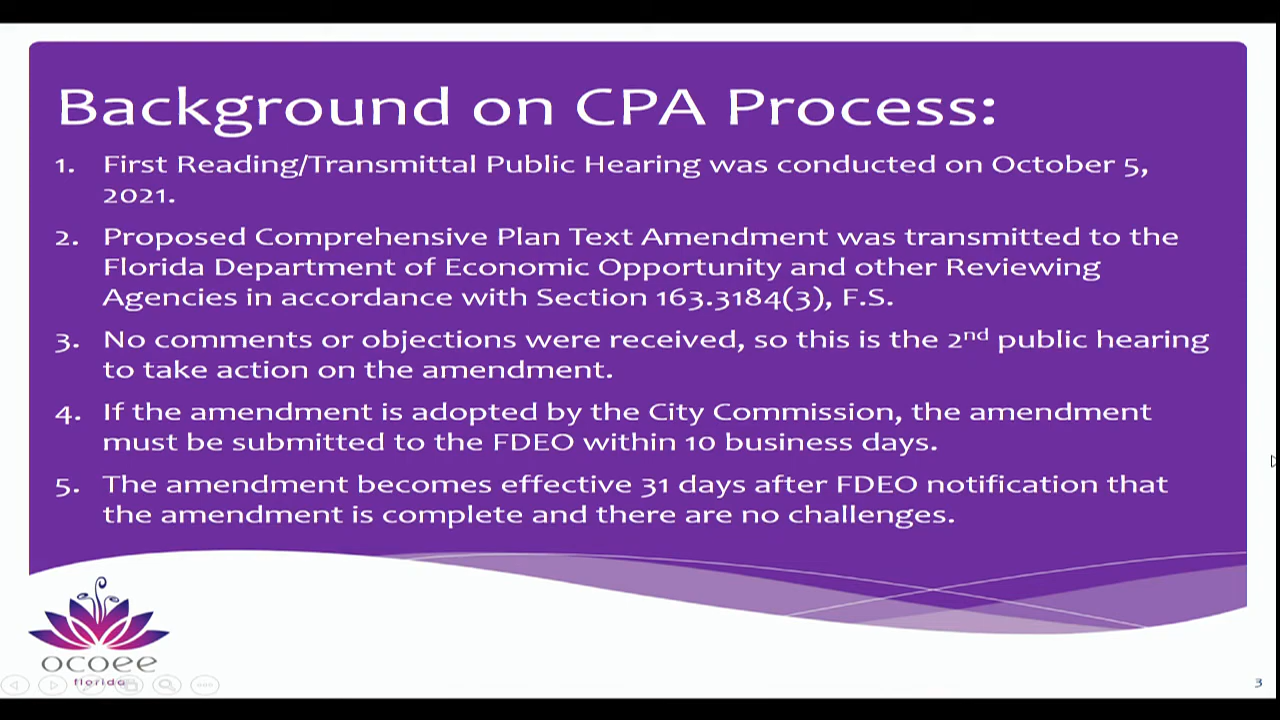 Background on CPA Process:
1. First Reading/Transmittal Public Hearing was conducted on October 5,
2021.
2. Proposed Comprehensive Plan Text Amendment was transmitted to the
Florida Department of Economic Opportunity and other Reviewing
Agencies in accordance with Section 163.3184(3), F.S.
3. No comments or objections were received, so this is the 2nd public hearing
to take action on the amendment.
4. If the amendment is adopted by the City Commission, the amendment
must be submitted to the FDEO within 10 business days.
5. The amendment becomes effective 31 days after FDEO notification that
the amendment is complete and there are no challenges.
ocoee
florida
3